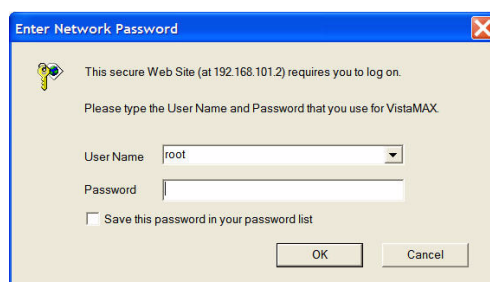 Enter Network Password
This secure Web Site (at 192.168.101.2) requires you to log on.
Please type the User Name and Password that you use for VistaMAX.
User Name root
Password
Save this password in your password list
OK Cancel